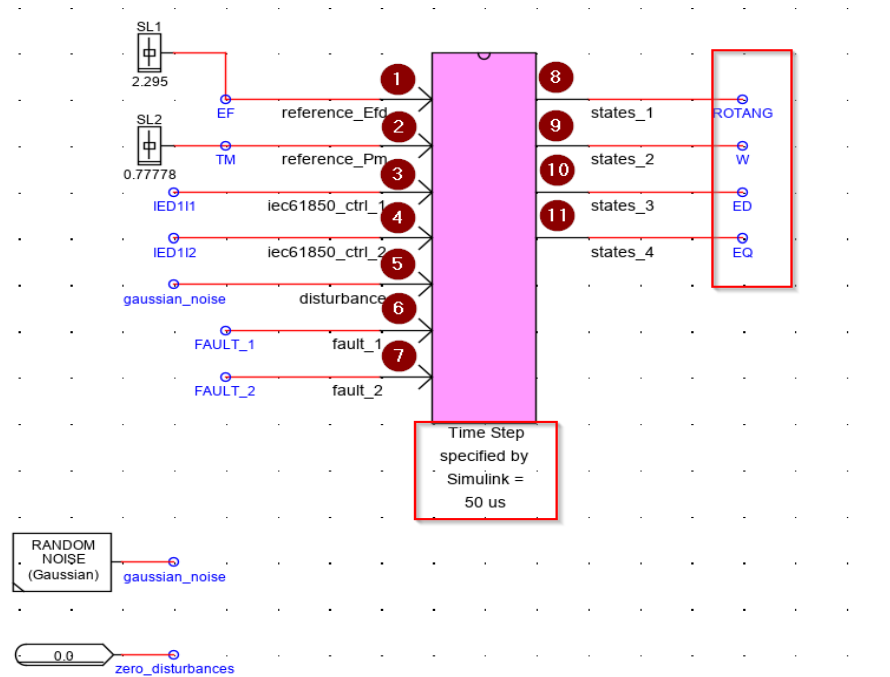 SL1
2.295
EF
1
reference_Efd
8
states_1
ROTANG
SL2
0.77778
TM
2
reference_Pm
9
states_2
W
IED1I1
3
iec61850_ctrl_1
10
states_3
ED
IED1I2
4
iec61850_ctrl_2
11
states_4
EQ
gaussian_noise
5
disturbance
FAULT_1
6
fault_1
FAULT_2
7
fault_2
Time Step
specified by
Simulink =
50 us
RANDOM
NOISE
(Gaussian)
gaussian_noise
0.0
zero_disturbances